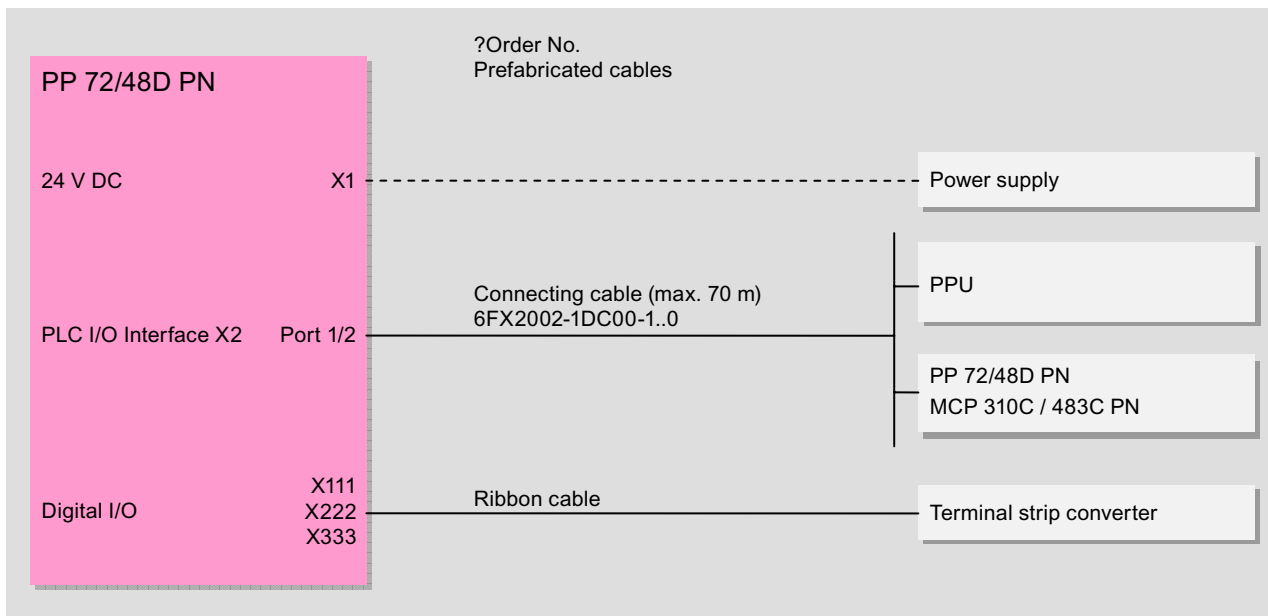 ?Order No.
Prefabricated cables
PP 72/48D PN
24 V DC X1
Power supply
PPU
Connecting cable (max. 70 m)
6FX2002-1DC00-1..0
PLC I/O Interface X2 Port 1/2
PP 72/48D PN
MCP 310C / 483C PN
X111
Ribbon cable
Digital I/O X222
Terminal strip converter
X333